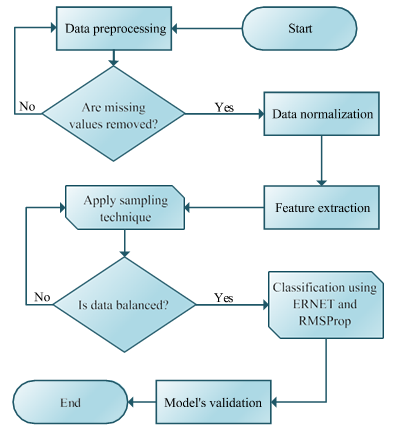 Start
Data preprocessing
Are missing
values removed?
No
Yes
Data normalization
Feature extraction
Apply sampling
technique
Is data balanced?
No
Yes
Classification using
ERNET and
RMSProp
Model's validation
End